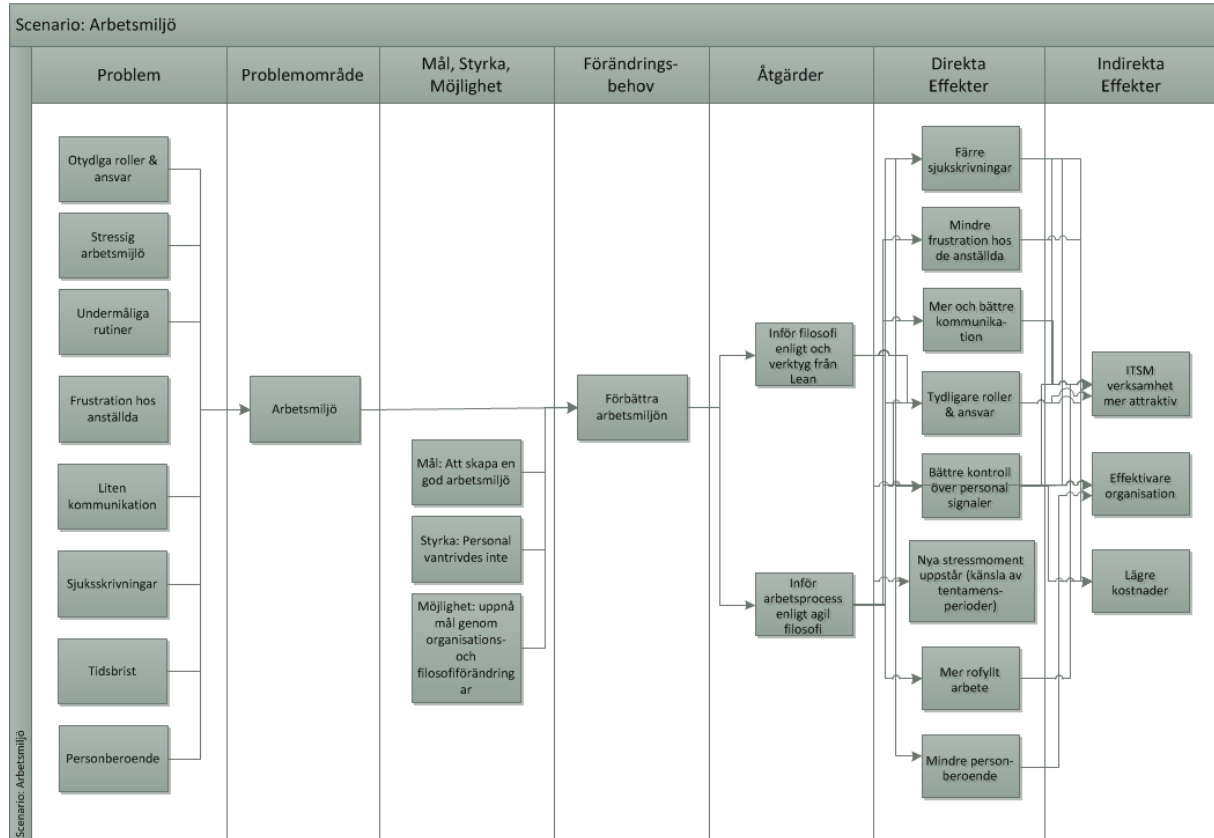 Scenario: Arbetsmiljö
Problem
Problemområde
Mål, Styrka,
Möjlighet
Förändrings-
behov
Åtgärder
Direkta
Effekter
Indirekta
Effekter
Otydlga roller &
ansvar
Stressig
arbetsmijlö
Undermåliga
rutiner
Frustration hos
anställda
Liten
kommunikation
Sjuksskrivningar
Tidsbrist
Personberoende
Arbetsmiljö
Mål: Att skapa en
god arbetsmiljö
Styrka: Personal
vantrivdes inte
Möjlighet: uppnå
mål genom
organisations-
och
filosofiförändring
ar
Förbättra
arbetsmiljön
Inför filosofi
enligt och
verktyg från
Lean
Inför
arbetsprocess
enligt agil
filosofi
Färre
sjukskrivningar
Mindre
frustration hos
de anställda
Mer och bättre
kommunika-
tion
Tydligare roller
& ansvar
Bättre kontroll
över personal
signaler
Nya stressmoment
uppstår (känsla av
tentamens-
perioder)
Mer rofyllt
arbete
Mindre person-
beroende
ITSM
verksamhet
mer attraktiv
Effektivare
organisation
Lägre
kostnader
Scenario: Arbetsmiljö